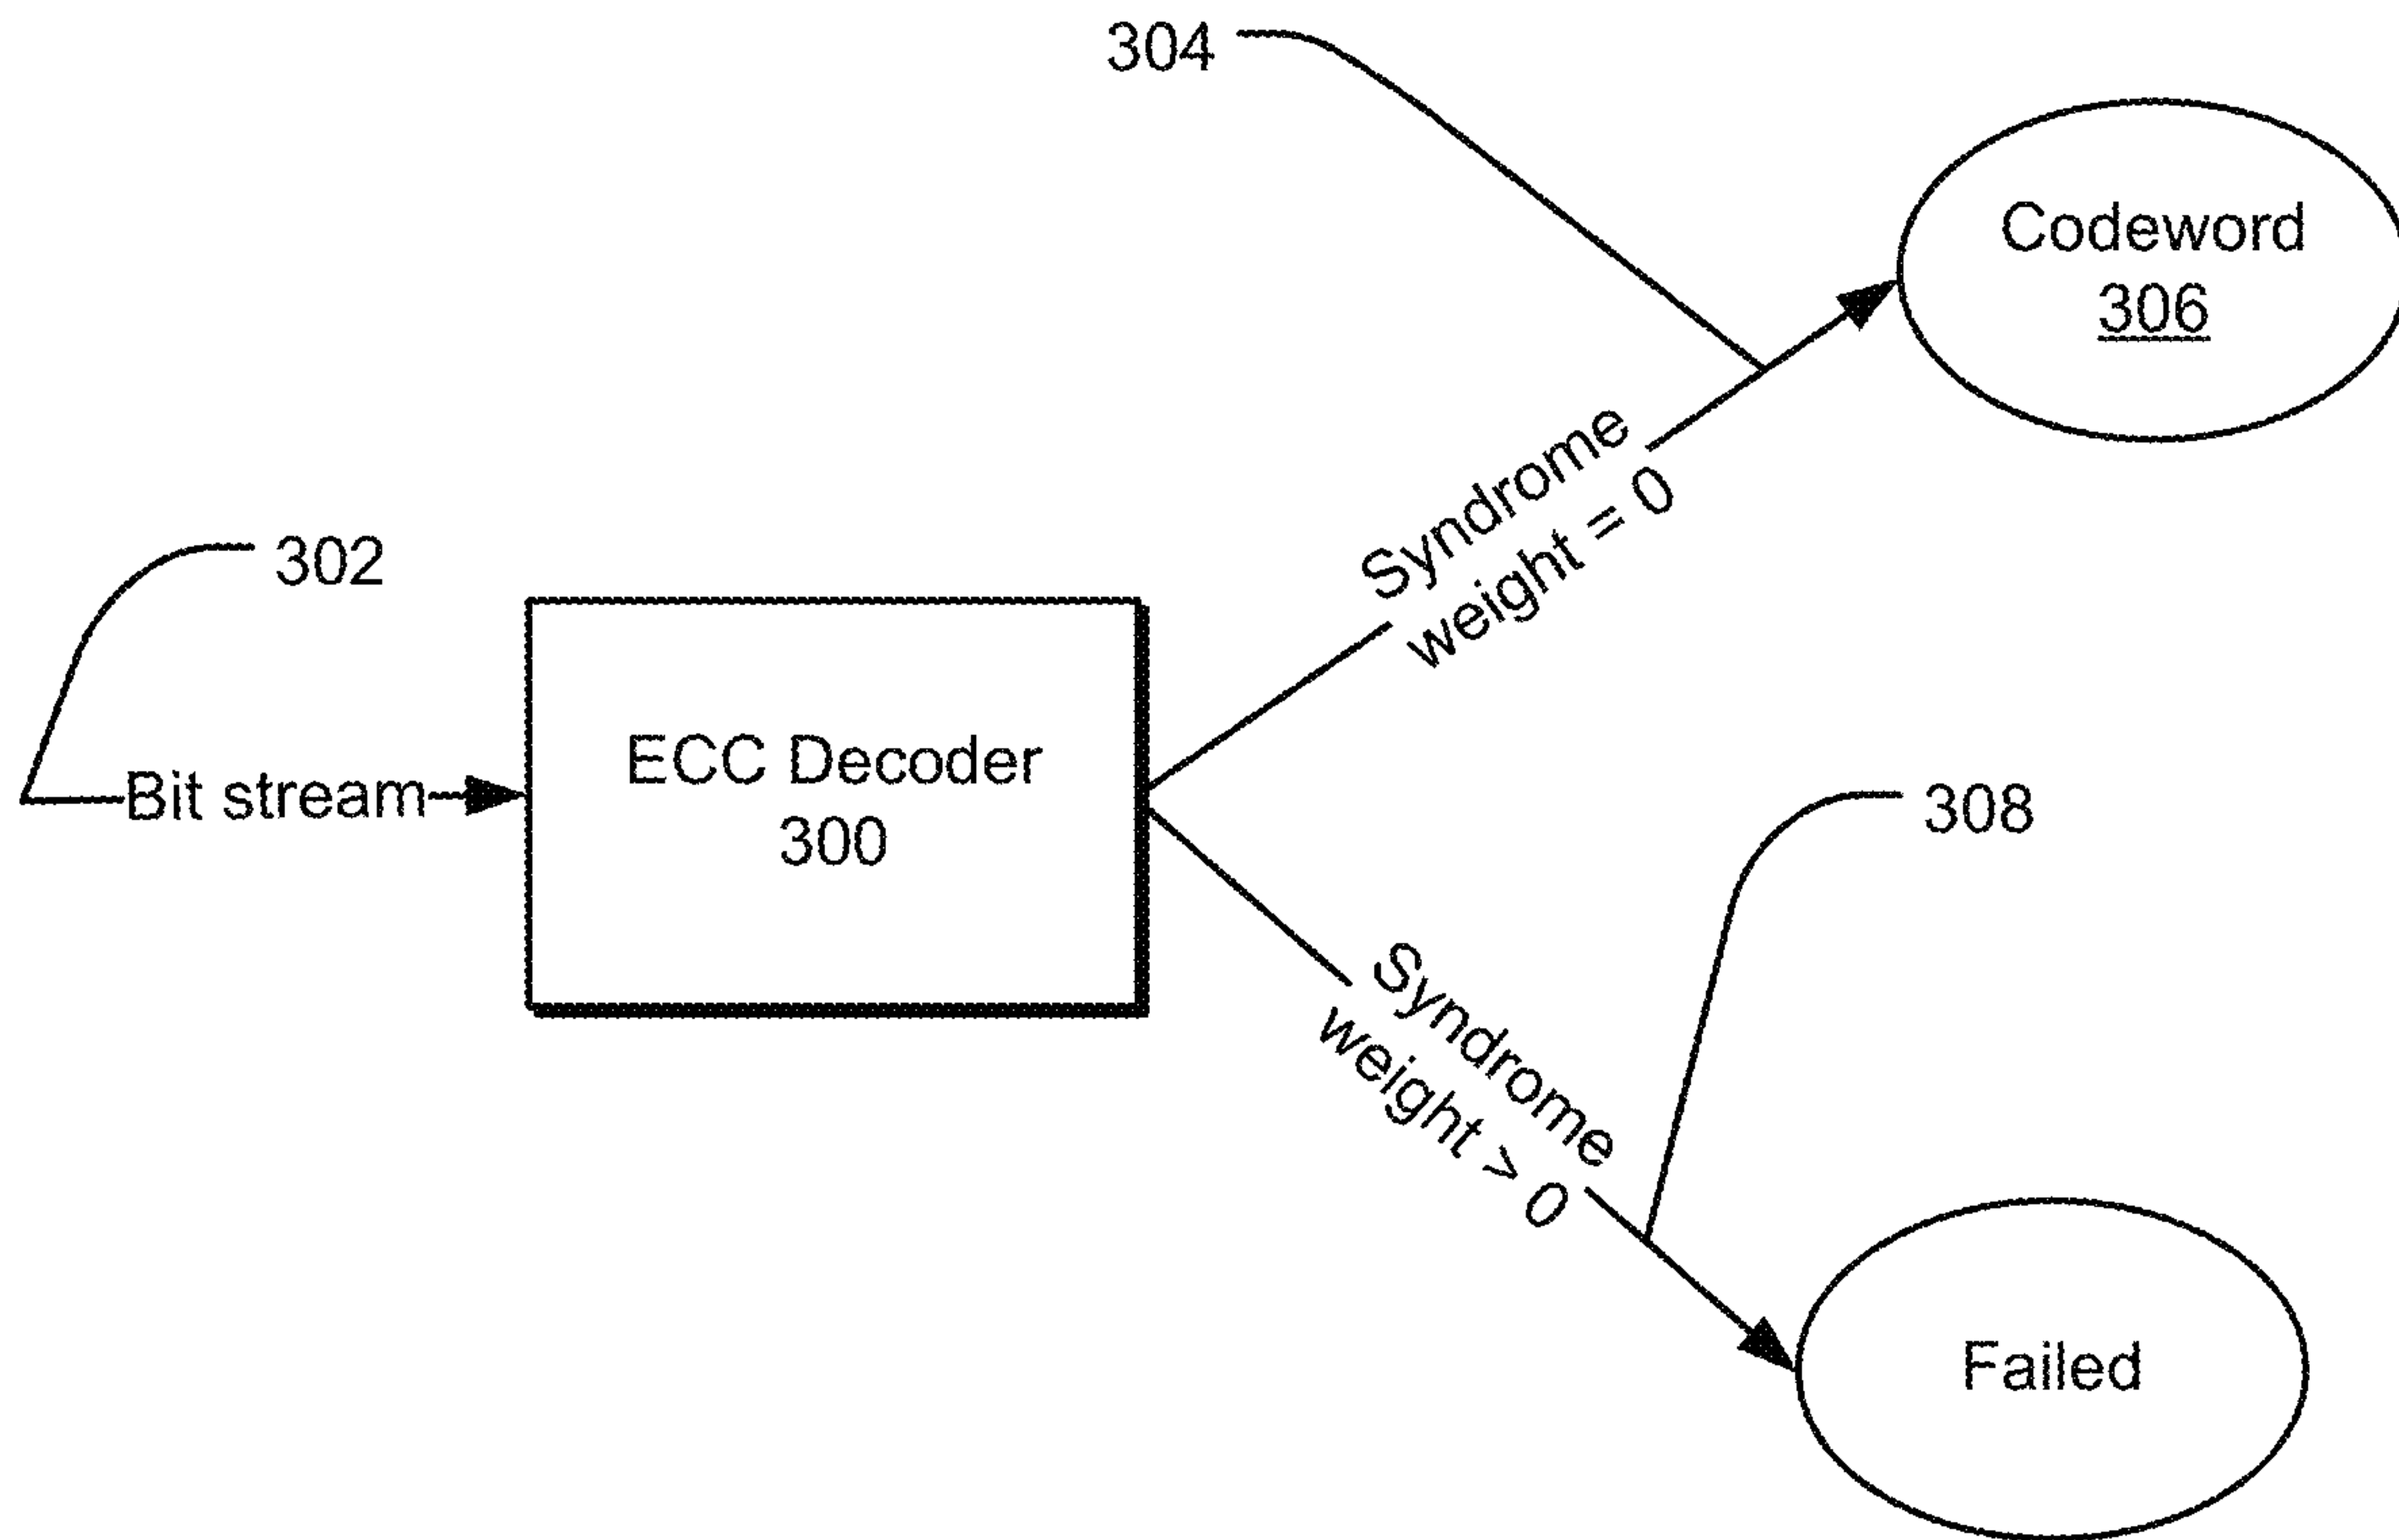 304
Codeword
306
Syndrome
weight = 0
302
ECC Decoder
300
Bit stream
308
Syndrome
weight > 0
Failed